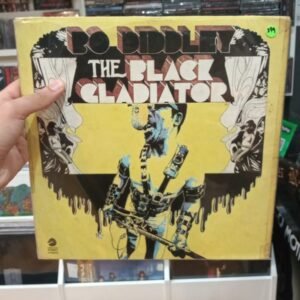 BO DIDDLEY
THE BLACK
GLADIATOR